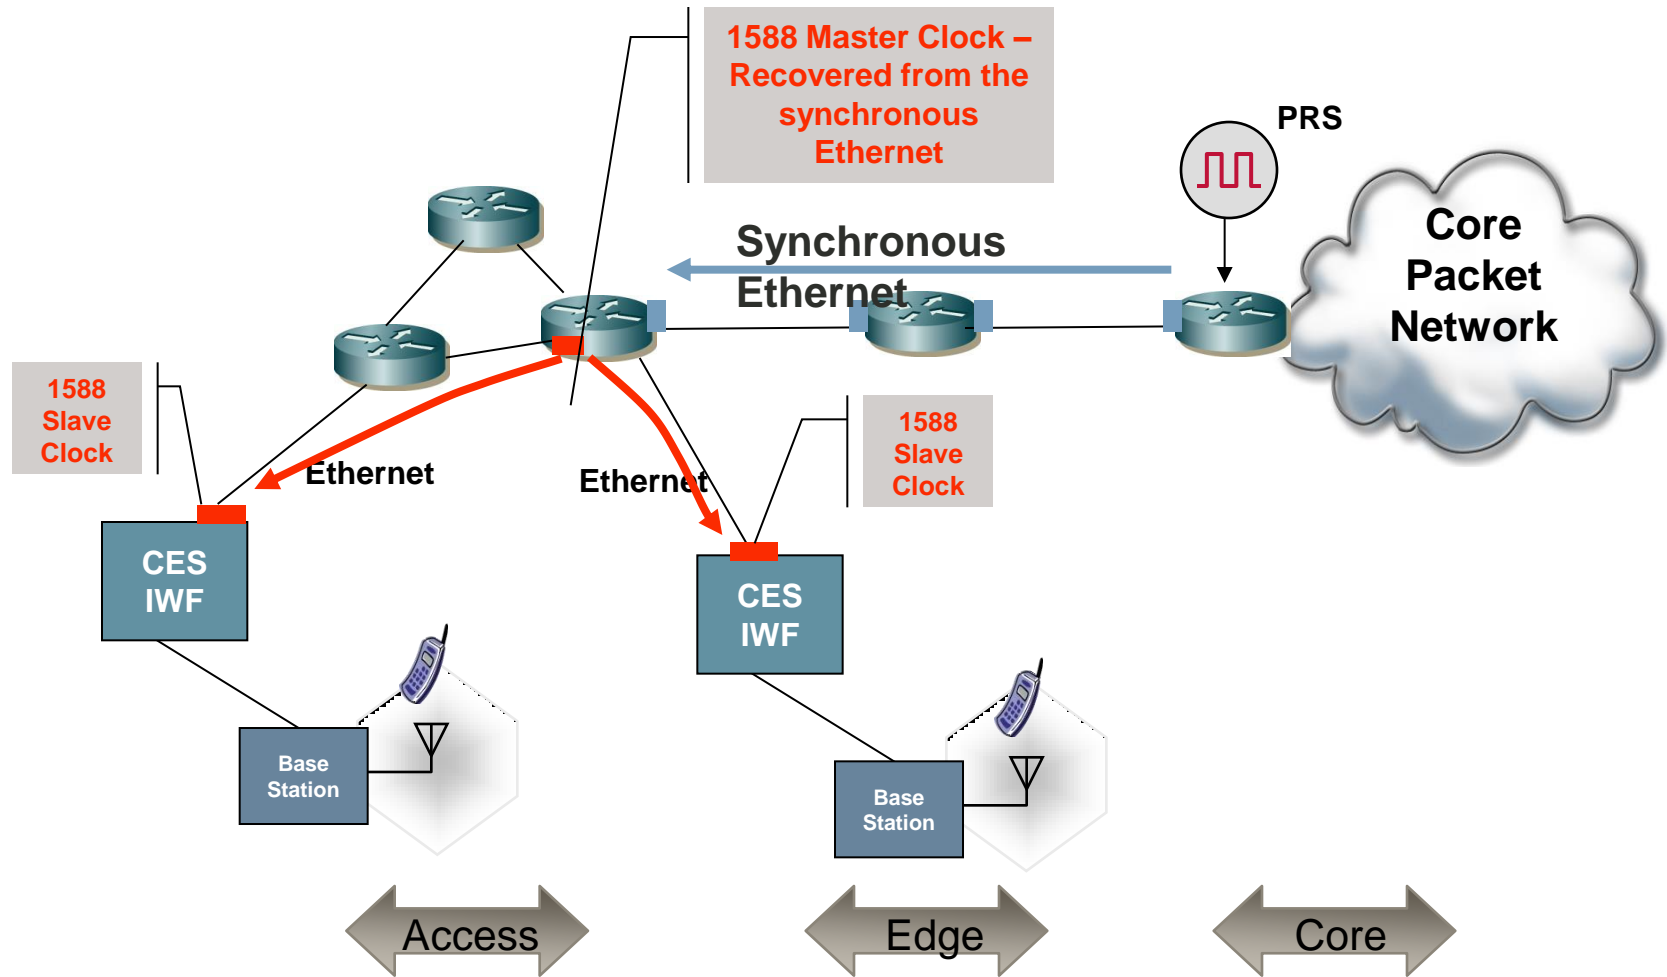 1588 Master Clock –
Recovered from the
synchronous
Ethernet
PRS
Core
Packet
Network
Synchronous
Ethernet
1588
Slave
Clock
Ethernet
Ethernet
1588
Slave
Clock
CES
IWF
CES
IWF
Base
Station
Base
Station
Access
Edge
Core